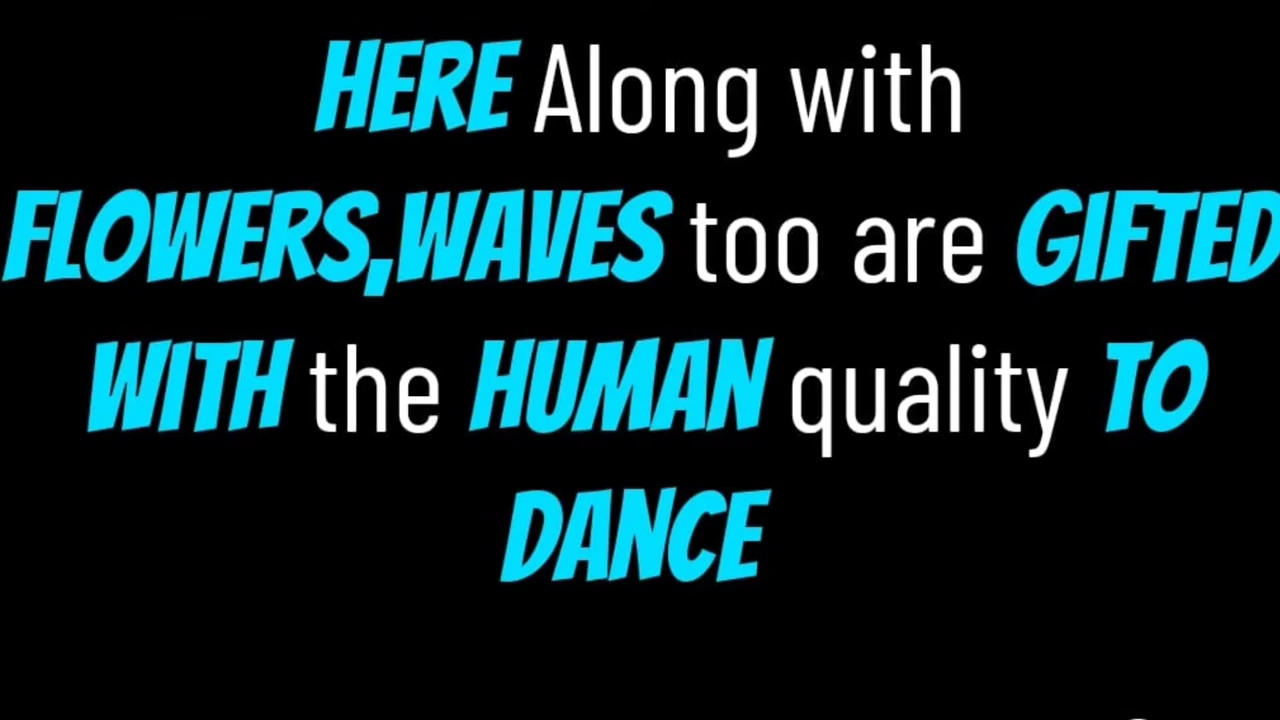 HERE Along with
FLOWERS,WAVES too are GIFTED
WITH the HUMAN quality TO
DANCE